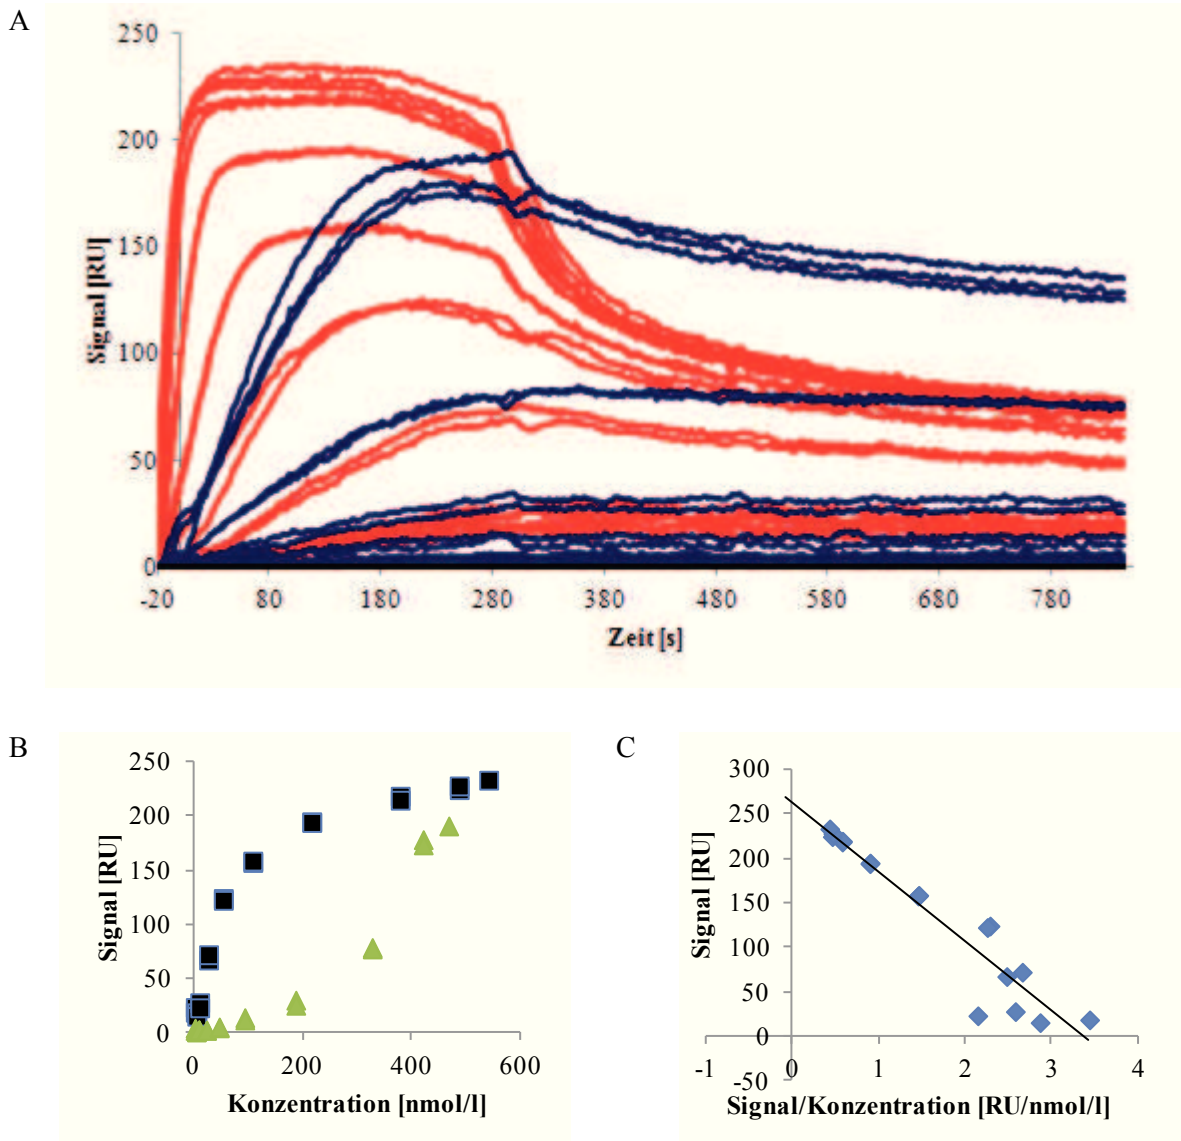 A
250
200
150
100
50
0
Signal [RU]
-20 80 180 280 380 480 580 680 780
Zeit [s]
B
250
200
150
100
50
0
Signal [RU]
0 200 400 600
Konzentration [nmol/l]
C
300
250
200
150
100
50
0
-50
Signal [RU]
-1 0 1 2 3 4
Signal/Konzentration [RU/nmol/l]